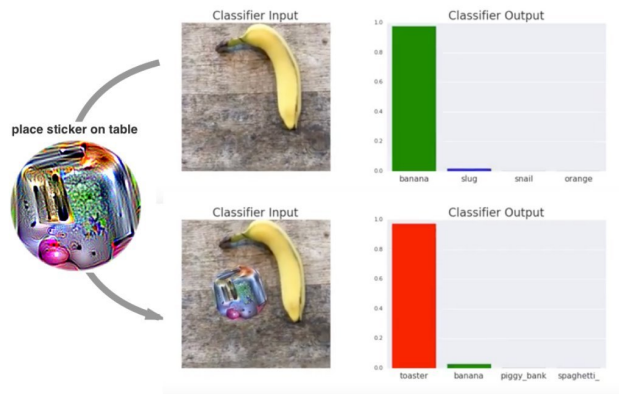 Classifier Input
Classifier Output
place sticker on table
1.0
0.8
0.6
0.4
0.2
0.0
banana slug snail orange
Classifier Input
Classifier Output
1.0
0.8
0.6
0.4
0.2
0.0
toaster banana piggy_bank spaghetti_